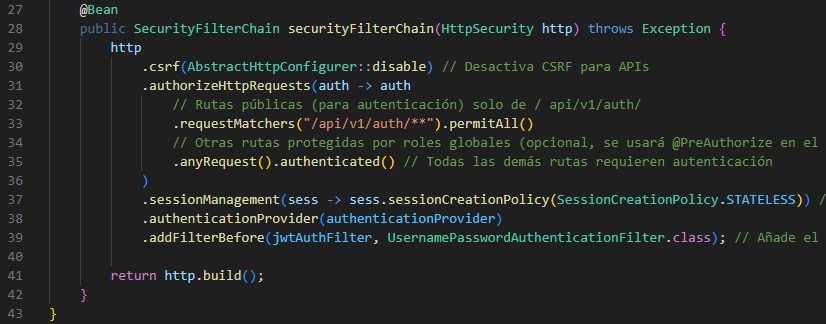 27 @Bean
28 public SecurityFilterChain securityFilterChain(HttpSecurity http) throws Exception {
29 http
30 .csrf(AbstractHttpConfigurer::disable) // Desactiva CSRF para APIs
31 .authorizeHttpRequests(auth -> auth
32 // Rutas públicas (para autenticación) solo de / api/v1/auth/
33 .requestMatchers("/api/v1/auth/**").permitAll()
34 // Otras rutas protegidas por roles globales (opcional, se usará @PreAuthorize en el
35 .anyRequest().authenticated() // Todas las demás rutas requieren autenticación
36 )
37 .sessionManagement(sess -> sess.sessionCreationPolicy(SessionCreationPolicy.STATELESS)) /
38 .authenticationProvider(authenticationProvider)
39 .addFilterBefore(jwtAuthFilter, UsernamePasswordAuthenticationFilter.class); // Añade el
40
41 return http.build();
42 }
43 }